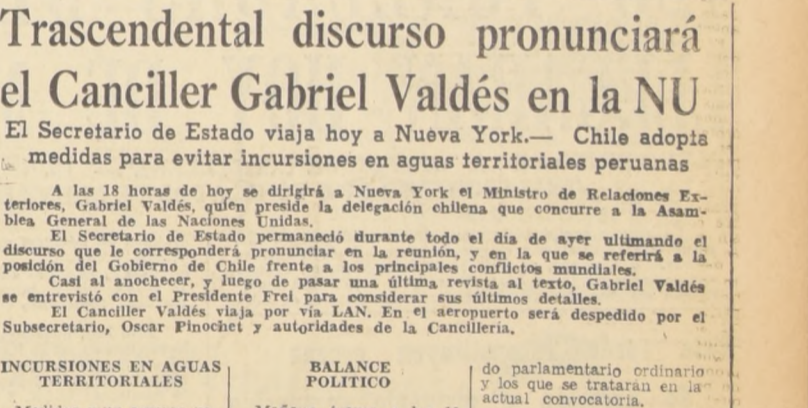 Trascendental discurso pronunciará
el Canciller Gabriel Valdés en la NU
El Secretario de Estado viaja hoy a Nueva York.— Chile adopta
medidas para evitar incursiones en aguas territoriales peruanas
A las 18 horas de hoy se dirigirá a Nueva York el Ministro de Relaciones Ex-
teriores, Gabriel Valdés, quien preside la delegación chilena que concurre a la Asam-
blea General de las Naciones Unidas.
El Secretario de Estado permaneció durante todo el día de ayer ultimando el
discurso que le corresponderá pronunciar en la reunión, y en la que se referirá a la
posición del Gobierno de Chile frente a los principales conflictos mundiales.
Casi al anochecer, y luego de pasar una última revista al texto, Gabriel Valdés
se entrevistó con el Presidente Frei para considerar sus últimos detalles.
El Canciller Valdés viaja por vía LAN. En el aeropuerto será despedido por el
Subsecretario, Oscar Pinochet y autoridades de la Cancillería.
INCURSIONES EN AGUAS
TERRITORIALES
BALANCE
POLITICO
do parlamentario ordinario
y los que se tratarán en la
actual convocatoria.